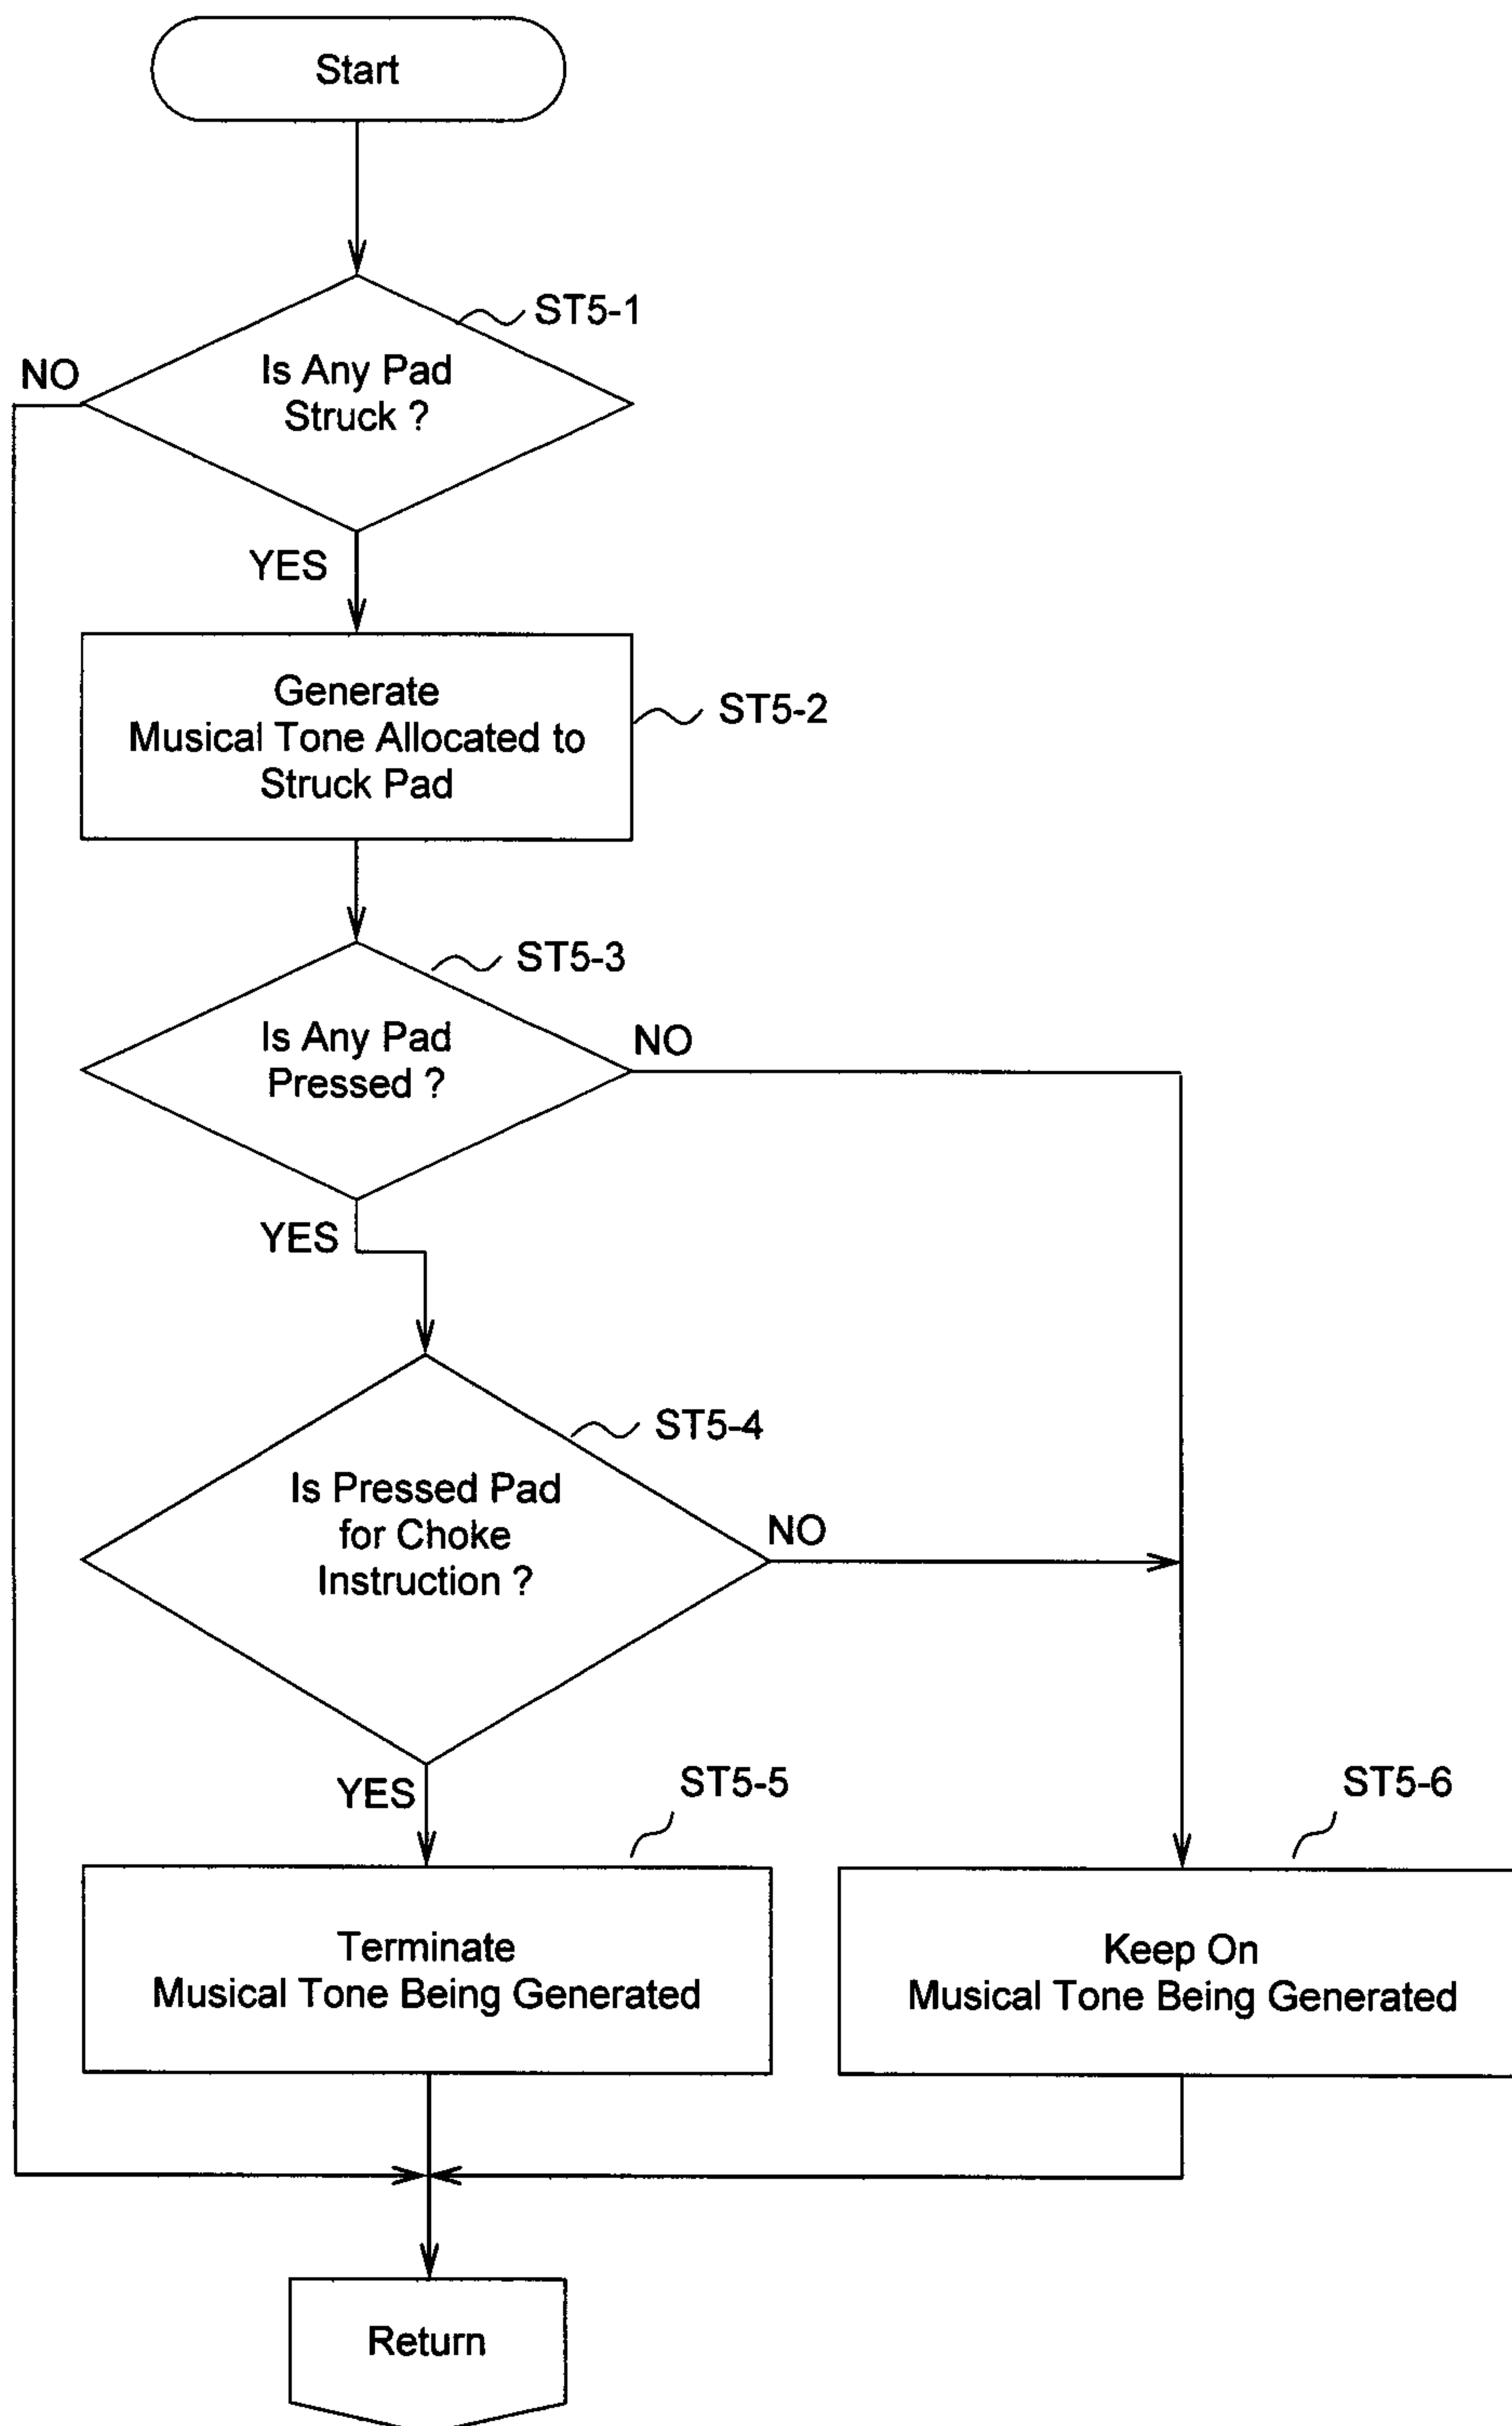 Start
ST5-1
NO
Is Any Pad
Struck ?
YES
Generate
Musical Tone Allocated to
Struck Pad
ST5-2
ST5-3
Is Any Pad
Pressed ?
NO
YES
ST5-4
Is Pressed Pad
for Choke
Instruction ?
NO
YES
ST5-5
ST5-6
Terminate
Musical Tone Being Generated
Keep On
Musical Tone Being Generated
Return